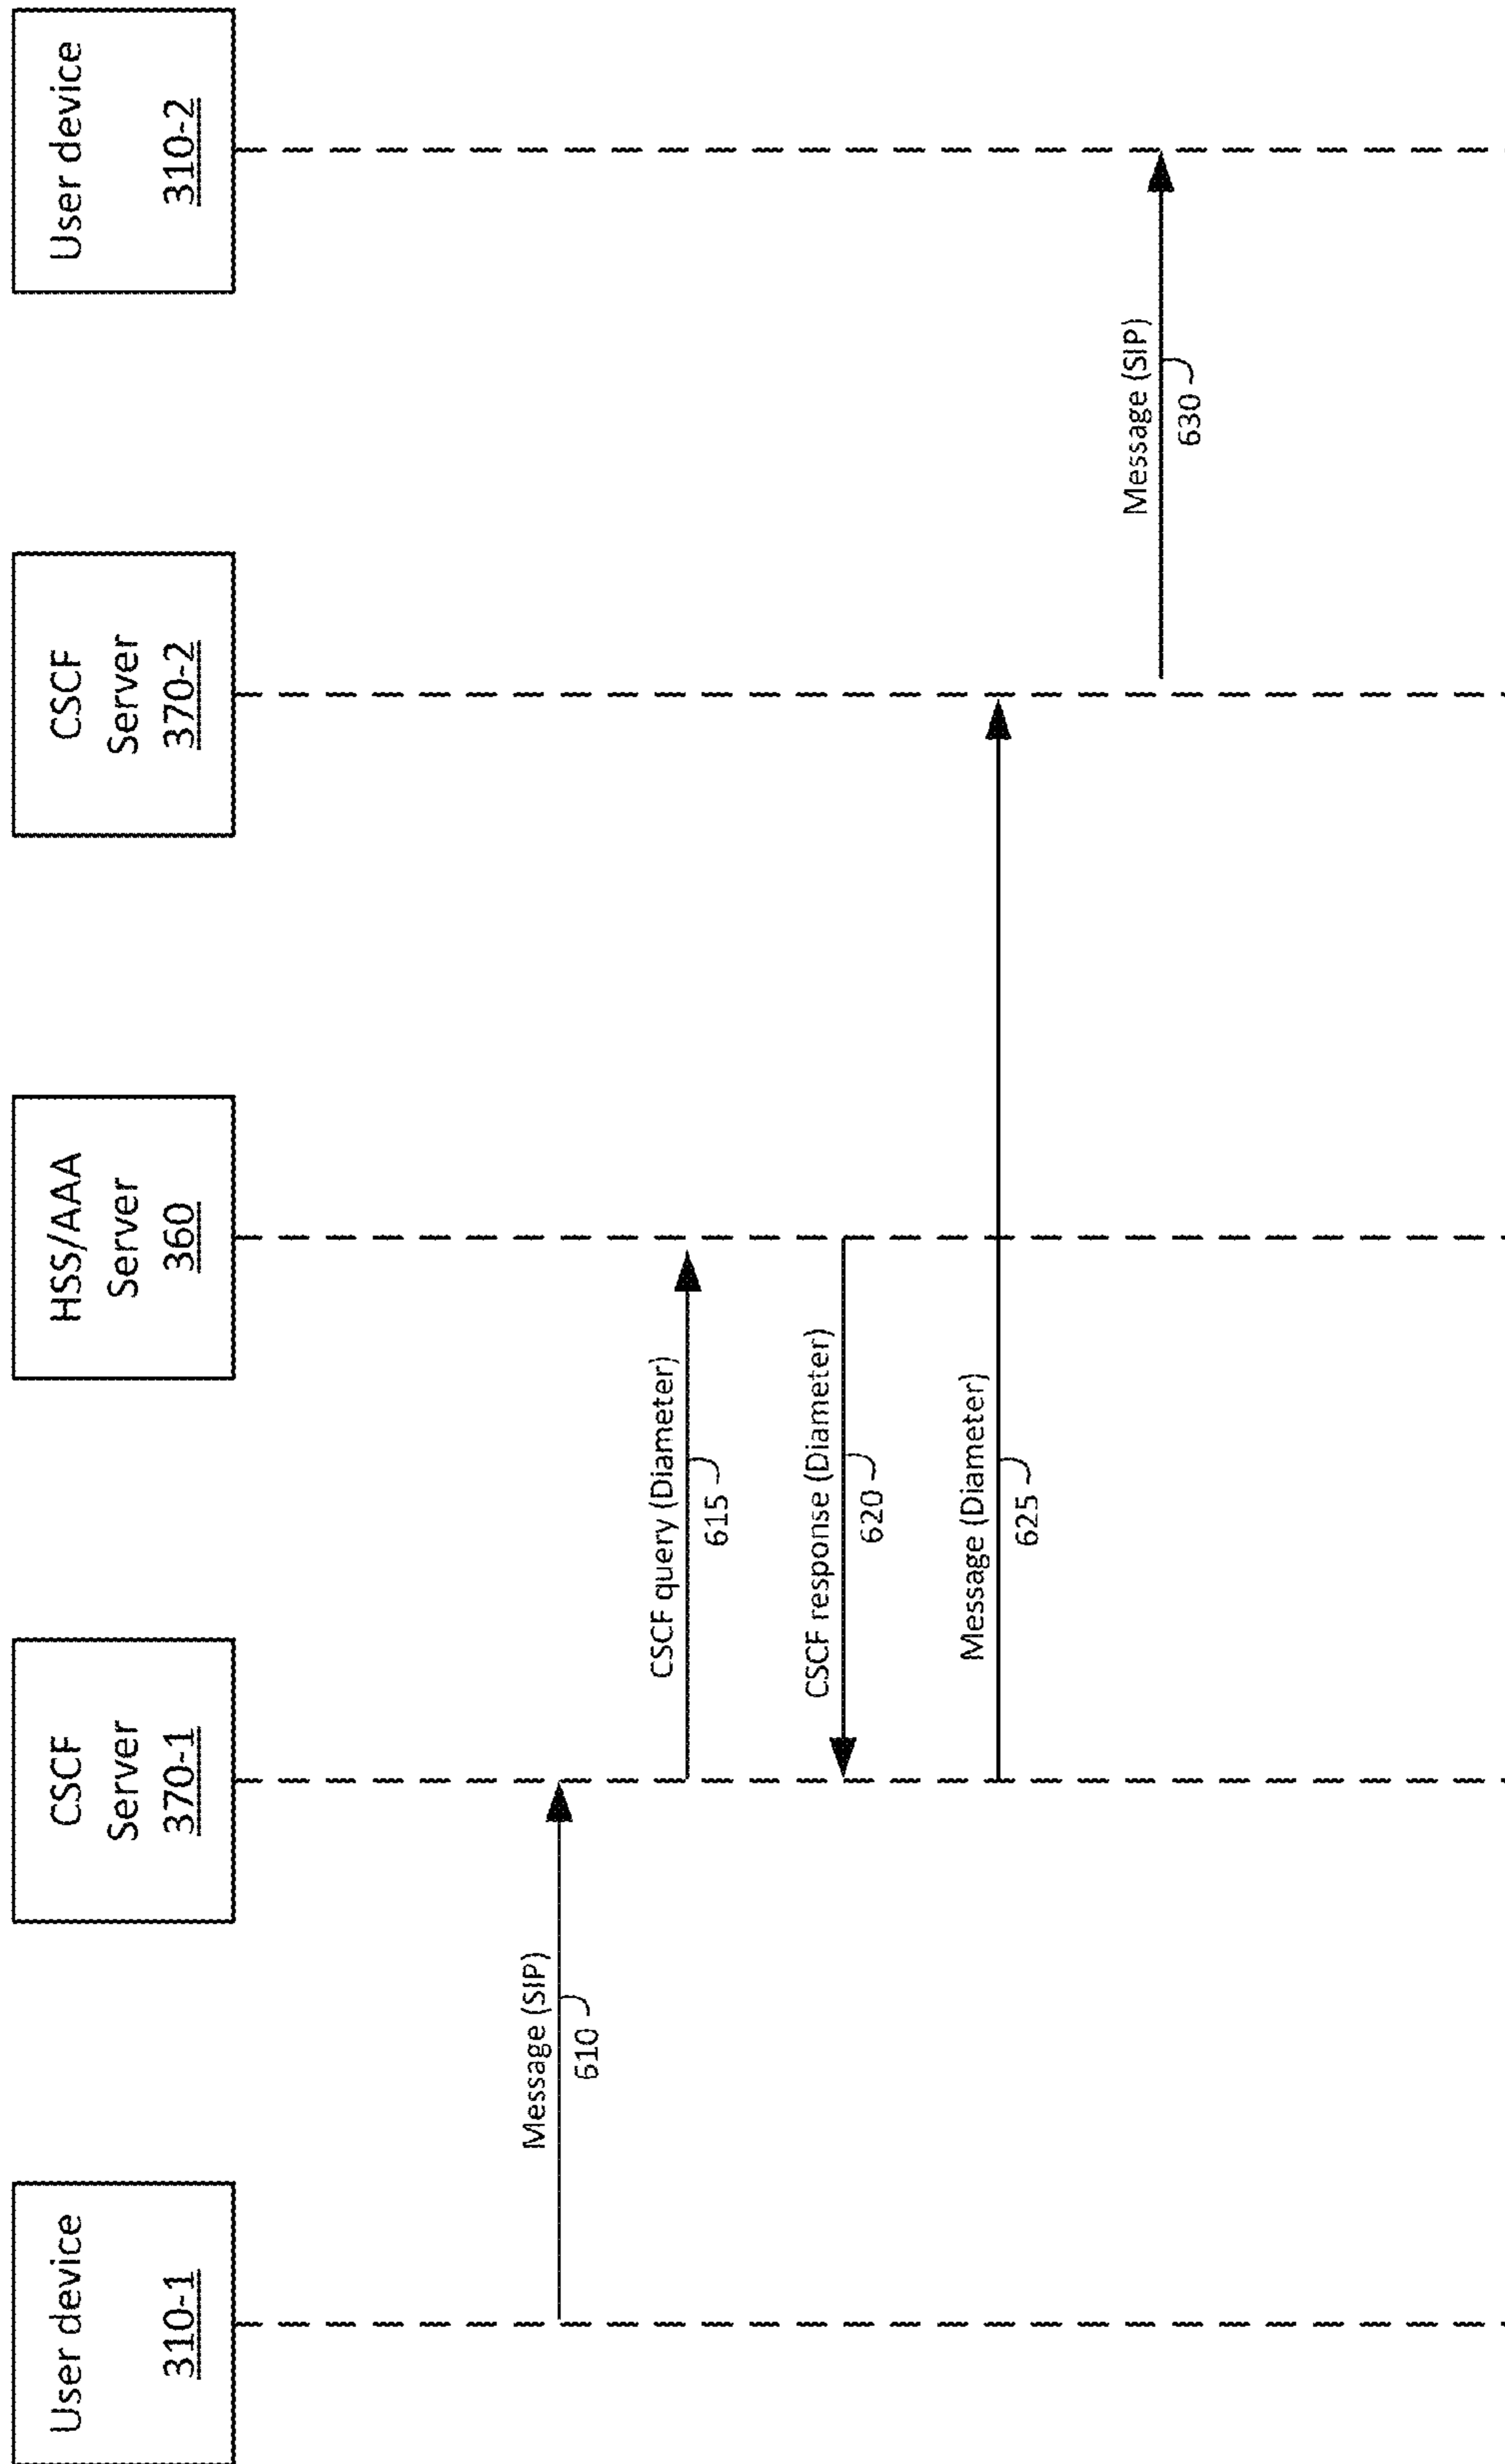 User device
310-1
CSCF
Server
370-1
HSS/AAA
Server
360
CSCF
Server
370-2
User device
310-2
Message (SIP)
610
CSCF query (Diameter)
615
CSCF response (Diameter)
620
Message (Diameter)
625
Message (SIP)
630